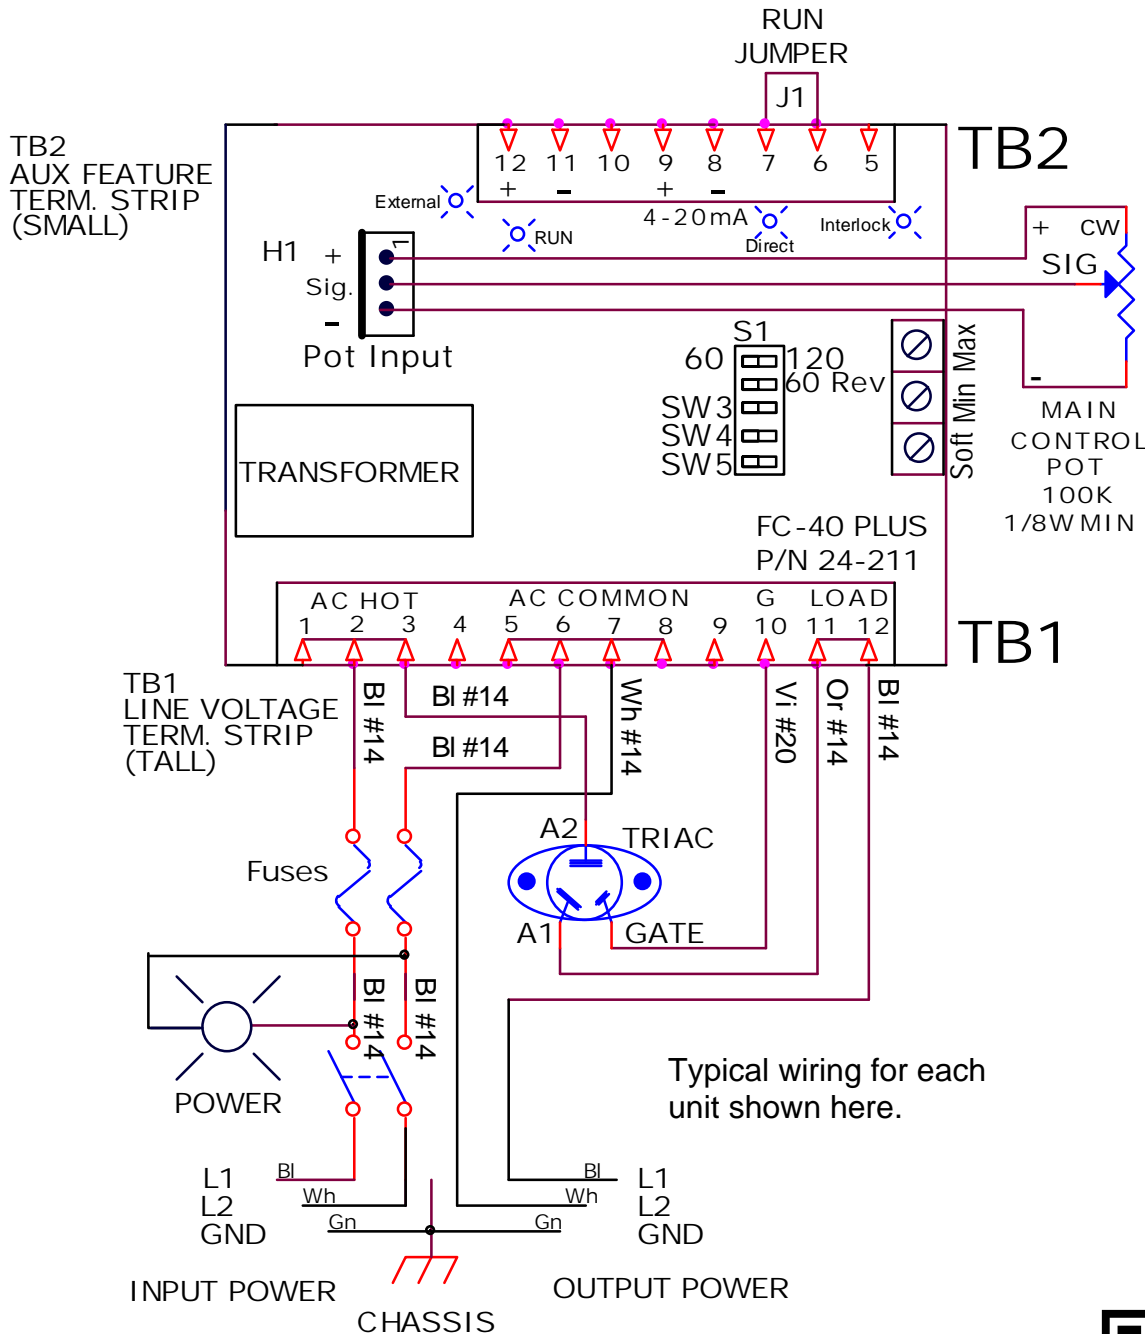 RUN
JUMPER
J1
TB2
AUX FEATURE
TERM. STRIP
(SMALL)
12 11 10 9 8 7 6 5
+ - + -
TB2
4-20mA
External
RUN
Direct
Interlock
H1
1
+
Sig.
-
Pot Input
+ CW
SIG
-
MAIN
CONTROL
POT
100K
1/8W MIN
S1
60 120
60 Rev
SW3
SW4
SW5
Soft Min Max
TRANSFORMER
FC-40 PLUS
P/N 24-211
AC HOT AC COMMON G LOAD
1 2 3 4 5 6 7 8 9 10 11 12
TB1
TB1
LINE VOLTAGE
TERM. STRIP
(TALL)
Bl #14
Bl #14
Bl #14
Wh #14
Vi #20
Or #14
Bl #14
A2 TRIAC
A1 GATE
Fuses
Bl #14
Bl #14
POWER
Typical wiring for each
unit shown here.
L1 Bl
L2 Wh
GND Gn
Bl L1
Wh L2
Gn GND
INPUT POWER
OUTPUT POWER
CHASSIS